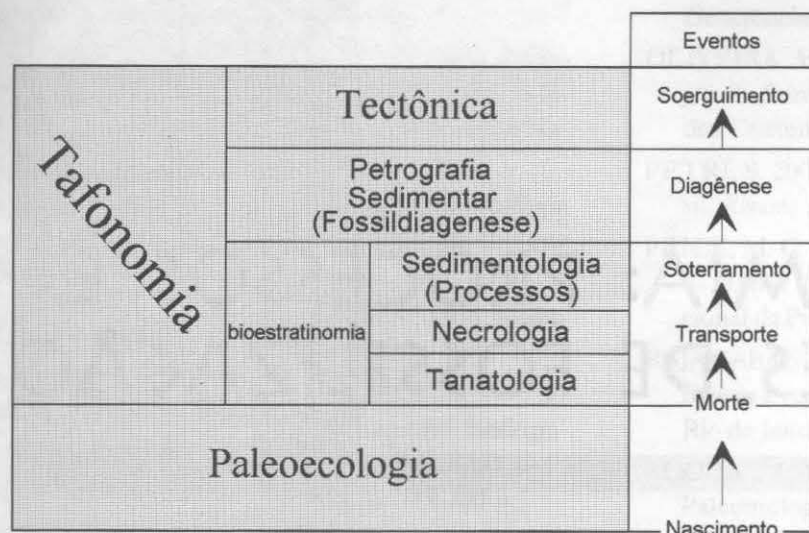 Eventos
Tectônica
Soerguimento
Tafonomia
Petrografia
Sedimentar
(Fossildiagenese)
Diagênese
bioestratinomia
Sedimentologia
(Processos)
Soterramento
Necrologia
Transporte
Tanatologia
Morte
Paleoecologia
Nascimento